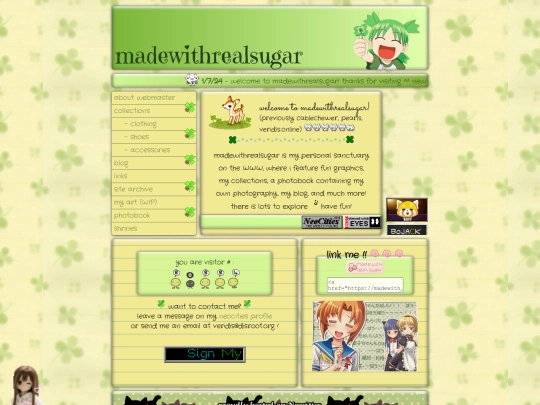 madewithrealsugar
1/7/24 - welcome to madewithrealsugar! thanks for visiting ^^ new
about webmaster
collections
- clothing
- shoes
- accessories
blog
links
site archive
my art (WIP)
photobook
shrines
welcome to madewithrealsugar!
(previously cablechewer, pearls,
vendisonline)
madewithrealsugar is my personal sanctuary
on the WWW, where i feature fun graphics,
my collections, a photobook containing my
own photography, my blog, and much more!
there is lots to explore have fun!
NeoCities
EYES
BoJACK
you are visitor #
want to contact me?
leave a message on my neocities profile
or send me an email at vendis@disroot.org !
Sign My
link me !!
<a
href="https://madewith